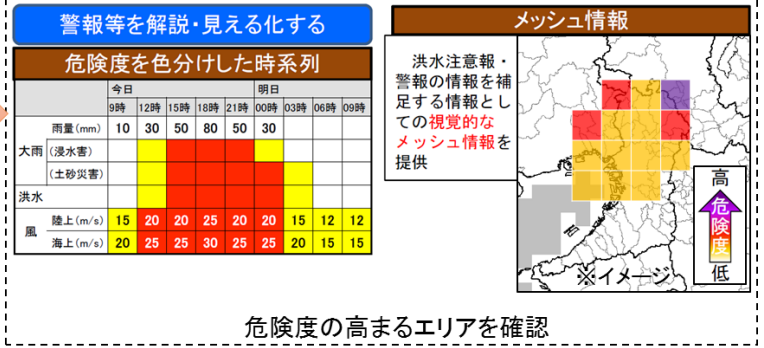 警報等を解説・見える化する
危険度を色分けした時系列
今日 明日
9時 12時 15時 18時 21時 00時 03時 06時 09時
雨量(mm) 10 30 50 80 50 30
大雨 (浸水害)
(土砂災害)
洪水
風 陸上(m/s) 15 20 20 25 20 20 15 12 12
海上(m/s) 20 25 25 30 25 25 20 15 15
メッシュ情報
洪水注意報・
警報の情報を補
足する情報とし
ての視覚的な
メッシュ情報を
提供
高
危険度
低
※イメージ
危険度の高まるエリアを確認